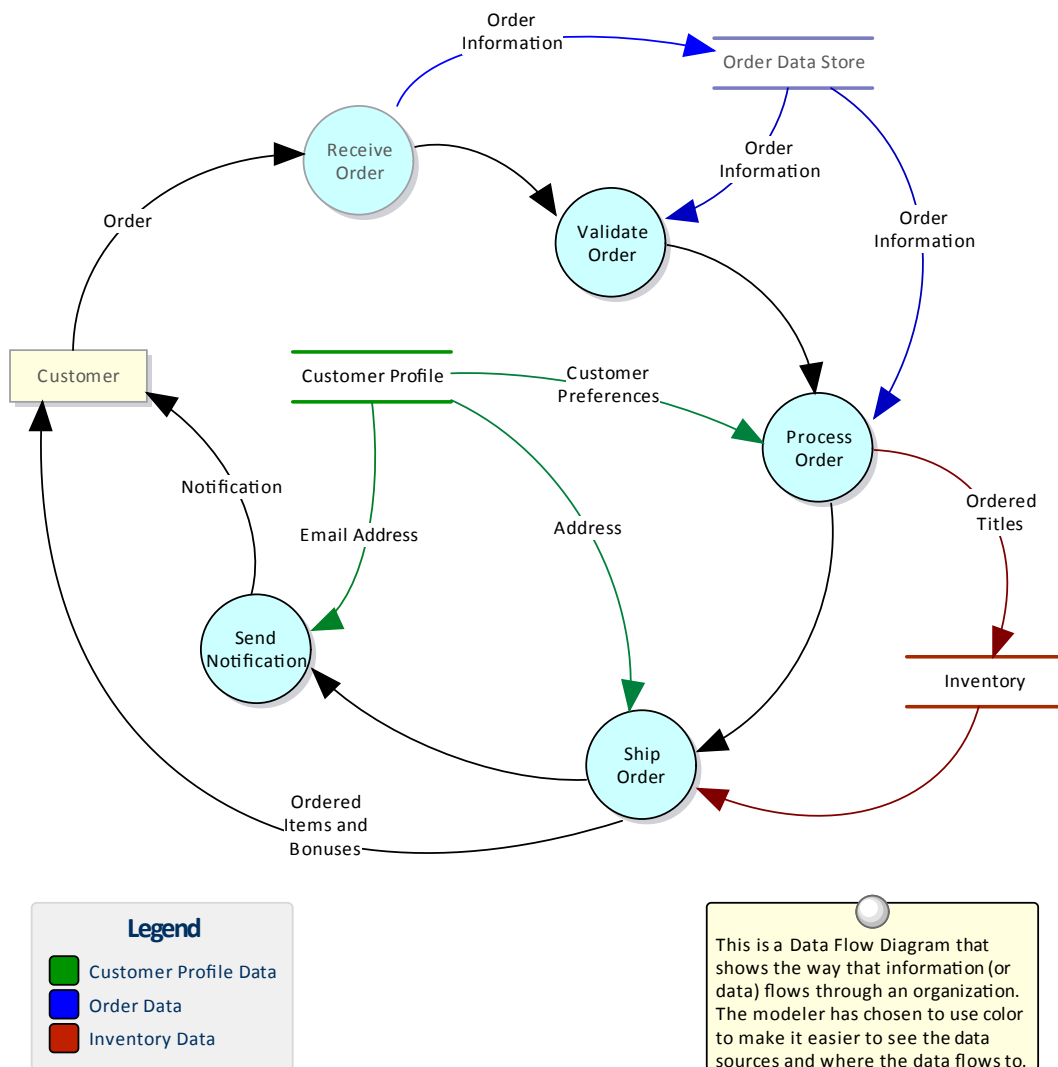 Order
Information
Order Data Store
Receive
Order
Order
Information
Order
Validate
Order
Order
Information
Customer
Customer Profile
Customer
Preferences
Process
Order
Notification
Email Address
Address
Ordered
Titles
Send
Notification
Inventory
Ship
Order
Ordered
Items and
Bonuses
Legend
Customer Profile Data
Order Data
Inventory Data
This is a Data Flow Diagram that
shows the way that information (or
data) flows through an organization.
The modeler has chosen to use color
to make it easier to see the data
sources and where the data flows to.